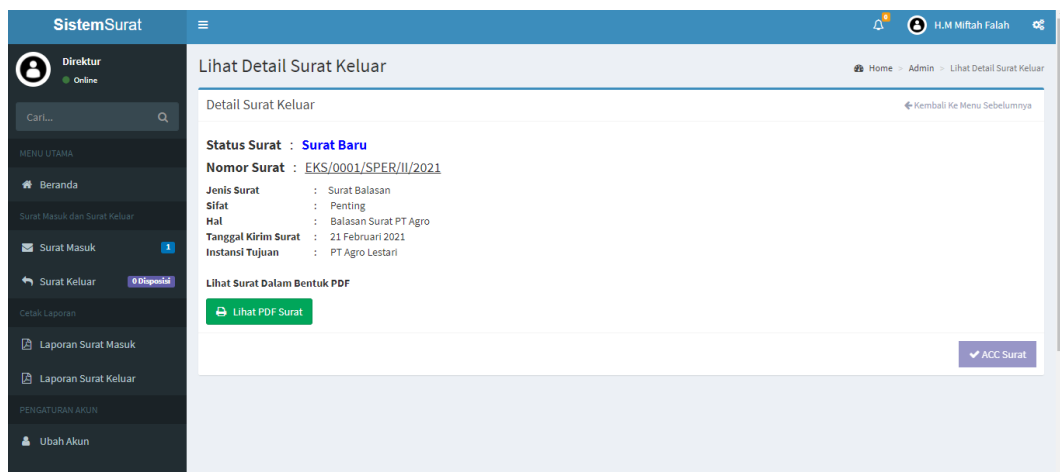 SistemSurat
H.M Miftah Falah
Direktur
Online
Cari...
MENU UTAMA
Beranda
Surat Masuk dan Surat Keluar
Surat Masuk 1
Surat Keluar 0 Disposisi
Cetak Laporan
Laporan Surat Masuk
Laporan Surat Keluar
PENGATURAN AKUN
Ubah Akun
Lihat Detail Surat Keluar
Home > Admin > Lihat Detail Surat Keluar
Detail Surat Keluar
Kembali Ke Menu Sebelumnya
Status Surat : Surat Baru
Nomor Surat : EKS/0001/SPER/II/2021
Jenis Surat : Surat Balasan
Sifat : Penting
Hal : Balasan Surat PT Agro
Tanggal Kirim Surat : 21 Februari 2021
Instansi Tujuan : PT Agro Lestari
Lihat Surat Dalam Bentuk PDF
Lihat PDF Surat
ACC Surat